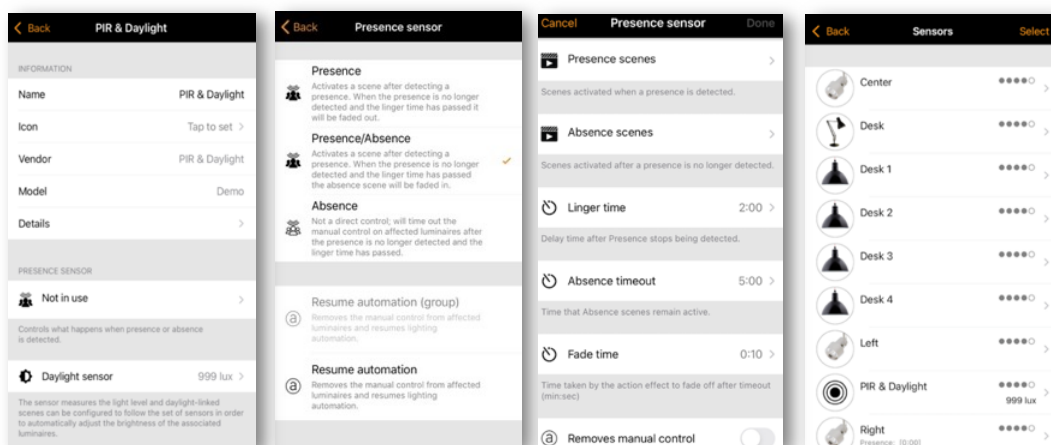 Back
PIR & Daylight
INFORMATION
Name PIR & Daylight
Icon Tap to set
Vendor PIR & Daylight
Model Demo
Details
PRESENCE SENSOR
Not in use
Controls what happens when presence or absence
is detected.
Daylight sensor 999 lux
The sensor measures the light level and daylight-linked
scenes can be configured to follow the set of sensors in order
to automatically adjust the brightness of the associated
luminaires.
Back
Presence sensor
Presence
Activates a scene after detecting a
presence. When the presence is no longer
detected and the linger time has passed it
will be faded out.
Presence/Absence
Activates a scene after detecting a
presence. When the presence is no longer
detected and the linger time has passed
the absence scene will be faded in.
Absence
Not a direct control; will time out the
manual control on affected luminaires after
the presence is no longer detected and the
linger time has passed.
a
Resume automation (group)
Removes the manual control from affected
luminaires and resumes lighting
automation.
a
Resume automation
Removes the manual control from affected
luminaires and resumes lighting
automation.
Cancel Presence sensor Done
Presence scenes
Scenes activated when a presence is detected.
Absence scenes
Scenes activated after a presence is no longer detected.
Linger time 2:00
Delay time after Presence stops being detected.
Absence timeout 5:00
Time that Absence scenes remain active.
Fade time 0:10
Time taken by the action effect to fade off after timeout
(min:sec)
a Removes manual control
Back Sensors Select
Center
Desk
Desk 1
Desk 2
Desk 3
Desk 4
Left
PIR & Daylight
999 lux
Right
Presence: [0:00]